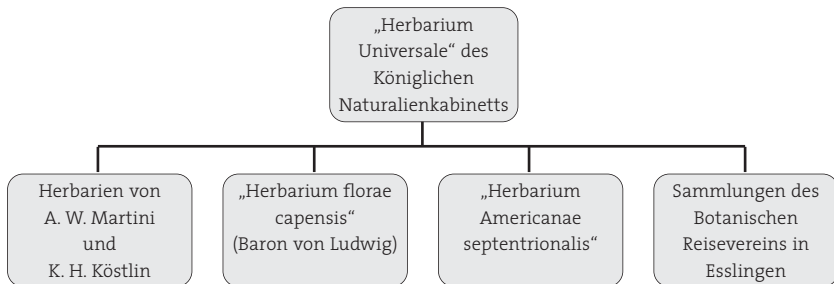 „Herbarium
Universale“ des
Königlichen
Naturalienkabinetts
Herbarien von
A. W. Martini
und
K. H. Köstlin
„Herbarium florae
capensis“
(Baron von Ludwig)
„Herbarium
Americanae
septentrionalis“
Sammlungen des
Botanischen
Reisevereins in
Esslingen